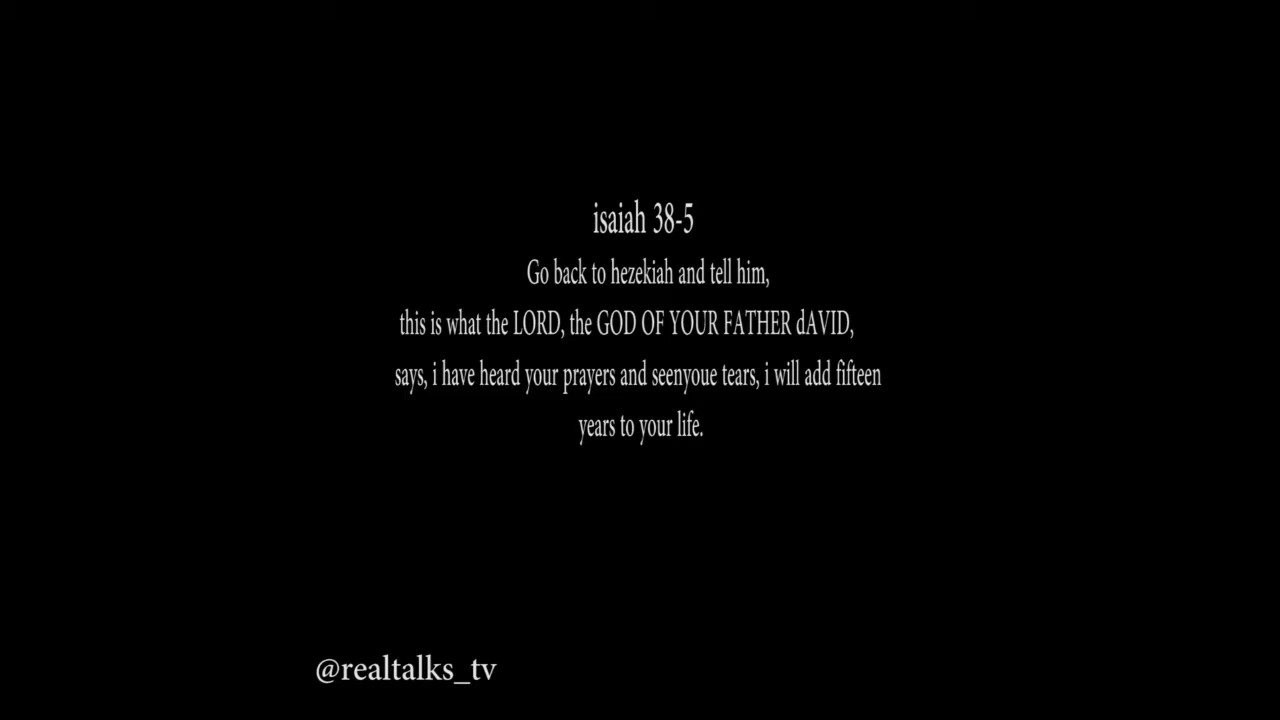 isaiah 38-5
Go back to hezekiah and tell him,
this is what the LORD, the GOD OF YOUR FATHER dAVID,
says, i have heard your prayers and seenyoue tears, i will add fifteen
years to your life.
@realtalks_tv